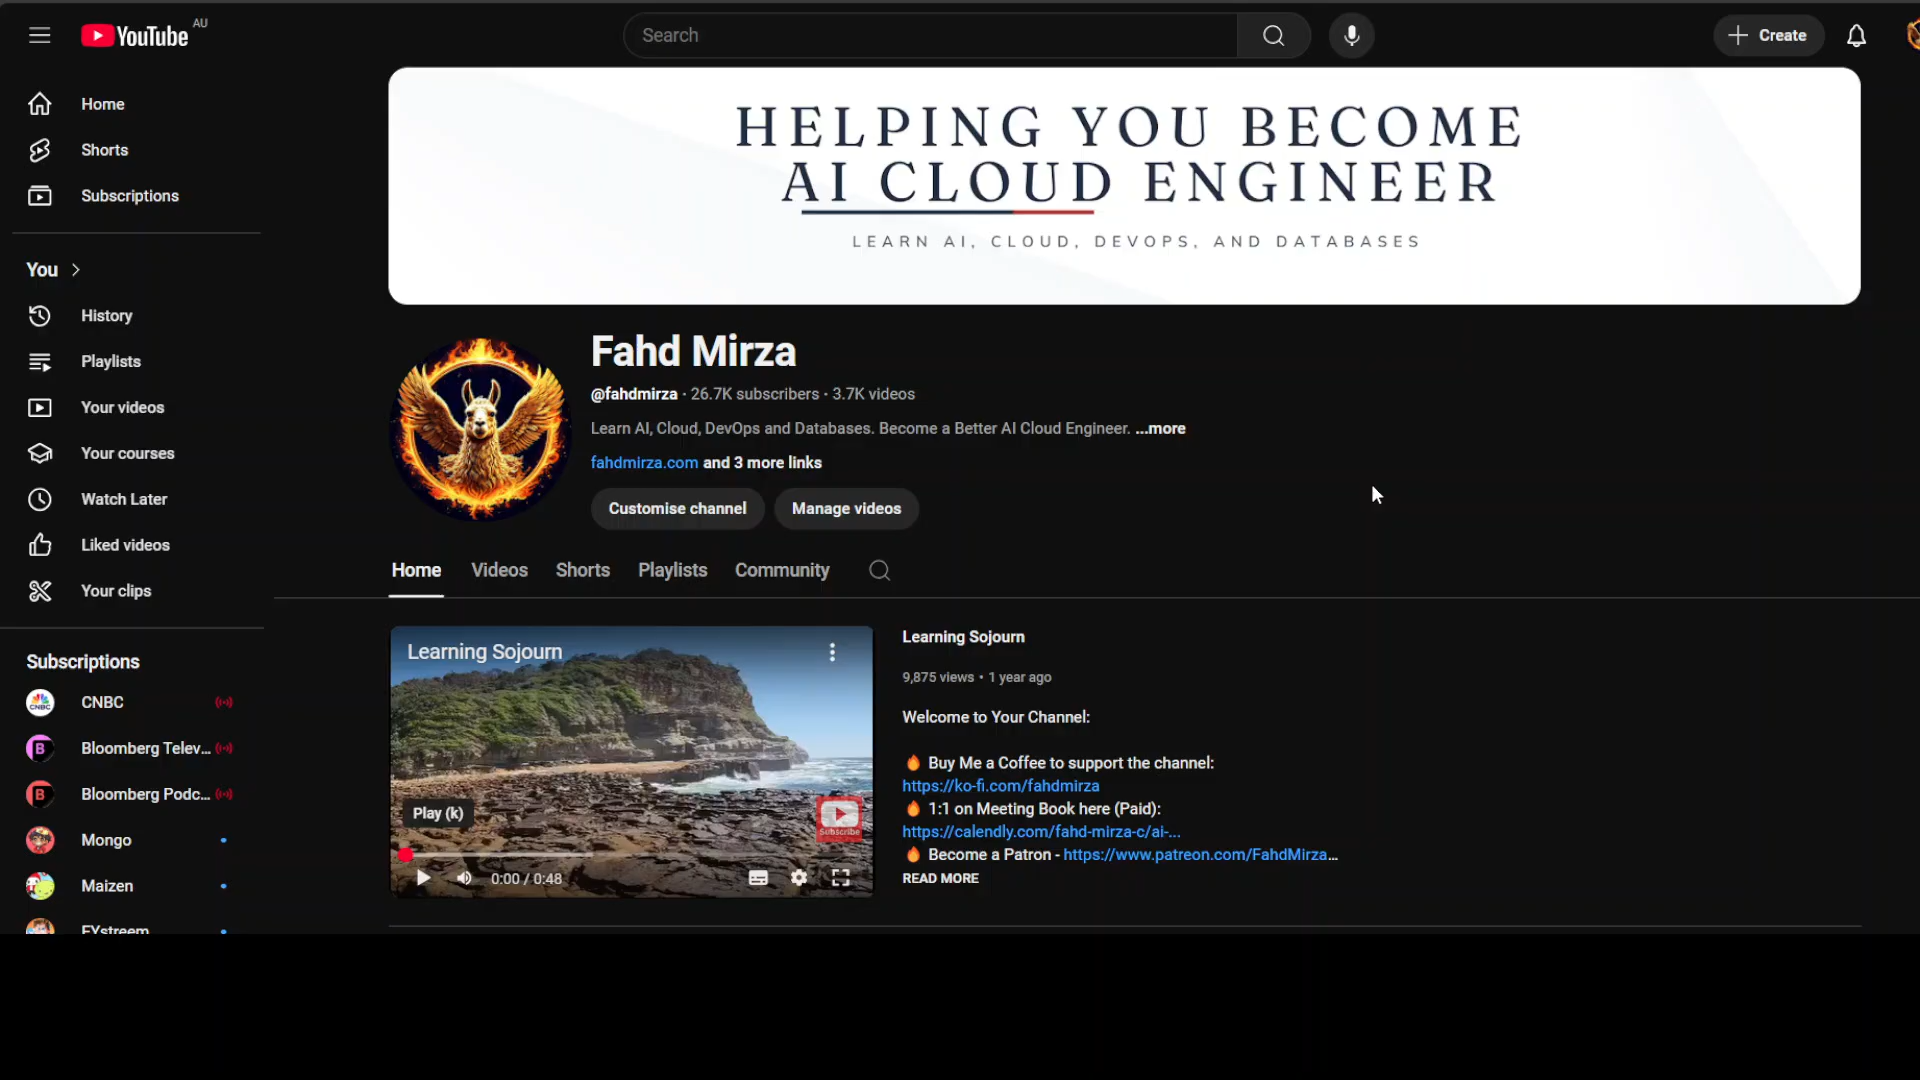 YouTube AU
Search
Create
Home
Shorts
Subscriptions
You
History
Playlists
Your videos
Your courses
Watch Later
Liked videos
Your clips
Subscriptions
CNBC
Bloomberg Telev...
Bloomberg Podc...
Mongo
Maizen
HELPING YOU BECOME
AI CLOUD ENGINEER
LEARN AI, CLOUD, DEVOPS, AND DATABASES
Fahd Mirza
@fahdmirza · 26.7K subscribers · 3.7K videos
Learn AI, Cloud, DevOps and Databases. Become a Better AI Cloud Engineer. ...more
fahdmirza.com and 3 more links
Customise channel Manage videos
Home Videos Shorts Playlists Community
Learning Sojourn
Play (k)
Subscribe
0:00 / 0:48
Learning Sojourn
9,875 views • 1 year ago
Welcome to Your Channel:
🔥 Buy Me a Coffee to support the channel:
https://ko-fi.com/fahdmirza
🔥 1:1 on Meeting Book here (Paid):
https://calendly.com/fahd-mirza-c/ai-...
🔥 Become a Patron - https://www.patreon.com/FahdMirza...
READ MORE